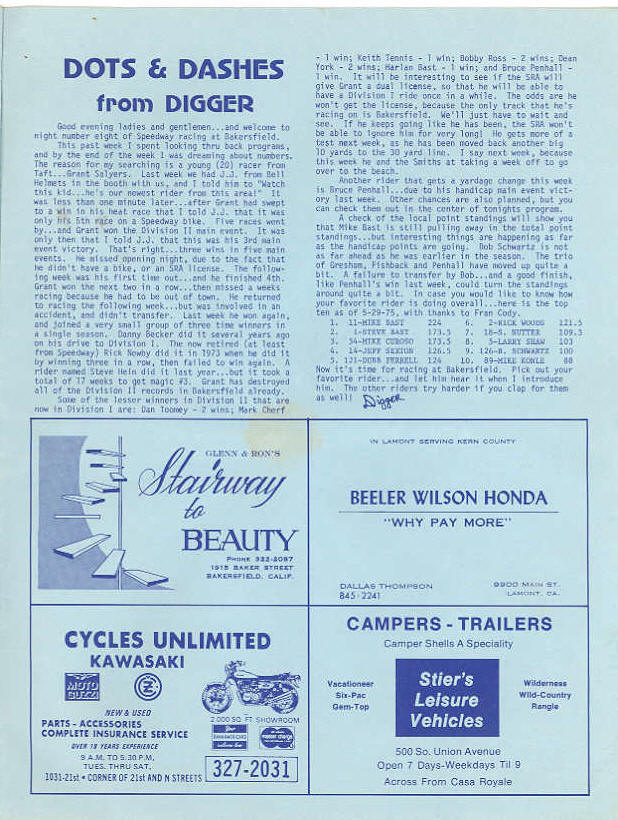 DOTS & DASHES
from DIGGER
Good evening ladies and gentlemen...and welcome to
night number eight of Speedway racing at Bakersfield.
This past week I spent looking thru back programs,
and by the end of the week I was dreaming about numbers.
The reason for my searching is a young (20) racer from
Taft...Grant Salyers. Last week we had J.J. from Bell
Helmets in the booth with us, and I told him to "Watch
this kid...he's our newest rider from this area!" It
was less than one minute later...after Grant had swept
to a win in his heat race that I told J.J. that it was
only his 5th race on a Speedway bike. Five races went
by...and Grant won the Division II main event. It was
only then that I told J.J. that this was his 3rd main
event victory. That's right...three wins in five main
events. He missed opening night, due to the fact that
he didn't have a bike, or an SRA license. The follow-
ing week was his first time out...and he finished 4th.
Grant won the next two in a row...then missed a weeks
racing because he had to be out of town. He returned
to racing the following week...but was involved in an
accident, and didn't transfer. Last week he won again,
and joined a very small group of three time winners in
a single season. Danny Becker did it several years ago
on his drive to Division I. The now retired (at least
from Speedway) Rick Nowby did it in 1973 when he did it
by winning three in a row, then failed to win again. A
rider named Steve Hein did it last year...but it took a
total of 17 weeks to get magic #3. Grant has destroyed
all of the Division II records in Bakersfield already.
Some of the lesser winners in Division II that are
now in Division I are: Dan Toomey - 2 wins; Mark Cherf
- 1 win; Keith Tennis - 1 win; Bobby Ross - 2 wins; Dean
York - 2 wins; Harlan Bast - 1 win; and Bruce Penhall -
1 win. It will be interesting to see if the SRA will
give Grant a dual license, so that he will be able to
have a Division I ride once in a while. The odds are he
won't get the license, because the only track that he's
racing on is Bakersfield. We'll just have to wait and
see. If he keeps going like he has been, the SRA won't
be able to ignore him for very long! He gets more of a
test next week, as he has been moved back another big
10 yards to the 30 yard line. I say next week, because
this week he and the Smiths at taking a week off to go
over to the beach.
Another rider that gets a yardage change this week
is Bruce Penhall...due to his handicap main event vict-
ory last week. Other chances are also planned, but you
can check them out in the center of tonights program.
A check of the local point standings will show you
that Mike Bast is still pulling away in the total point
standings...but interesting things are happening as far
as the handicap points are going. Bob Schwartz is not
as far ahead as he was earlier in the season. The trio
of Gresham, Fishback and Penhall have moved up quite a
bit. A failure to transfer by Bob...and a good finish,
like Penhall's win last week, could turn the standings
around quite a bit. In case you would like to know how
your favorite rider is doing overall...here is the top
ten as of 5-29-75, with thanks to Fran Cody.
1. 11-MIKE BAST 224 6. 2-RICK WOODS 121.5
2. 1-STEVE BAST 173.5 7. 18-S. NUTTER 109.5
3. 34-MIKE CURUSO 173.5 8. 3-LARRY SHAW 103
4. 14-JEFF SEXTON 126.5 9. 126-B. SCHWARTZ 100
5. 121-DUBB FERRELL 124 10. 89-MIKE KONLE 88
Now it's time for racing at Bakersfield. Pick out your
favorite rider...and let him hear it when I introduce
him. The other riders try harder if you clap for them
as well! Digger
GLENN & RON'S
Stairway
to
BEAUTY
PHONE 322-2087
1915 BAKER STREET
BAKERSFIELD, CALIF.
IN LAMONT SERVING KERN COUNTY
BEELER WILSON HONDA
"WHY PAY MORE"
DALLAS THOMPSON
845-2241
9900 MAIN ST.
LAMONT, CA.
CYCLES UNLIMITED
KAWASAKI
MOTO
GUZZI
CZ
NEW & USED
PARTS - ACCESSORIES
COMPLETE INSURANCE SERVICE
OVER 18 YEARS EXPERIENCE
9 A.M. TO 5:30 P.M.
TUES. THRU SAT.
1031-21st • CORNER OF 21st AND N STREETS
2,000 SQ. FT. SHOWROOM
Your
BANKAMERICARD
welcome here
master charge
327-2031
CAMPERS - TRAILERS
Camper Shells A Speciality
Vacationeer
Six-Pac
Gem-Top
Stier's
Leisure
Vehicles
Wilderness
Wild-Country
Rangle
500 So. Union Avenue
Open 7 Days-Weekdays Til 9
Across From Casa Royale